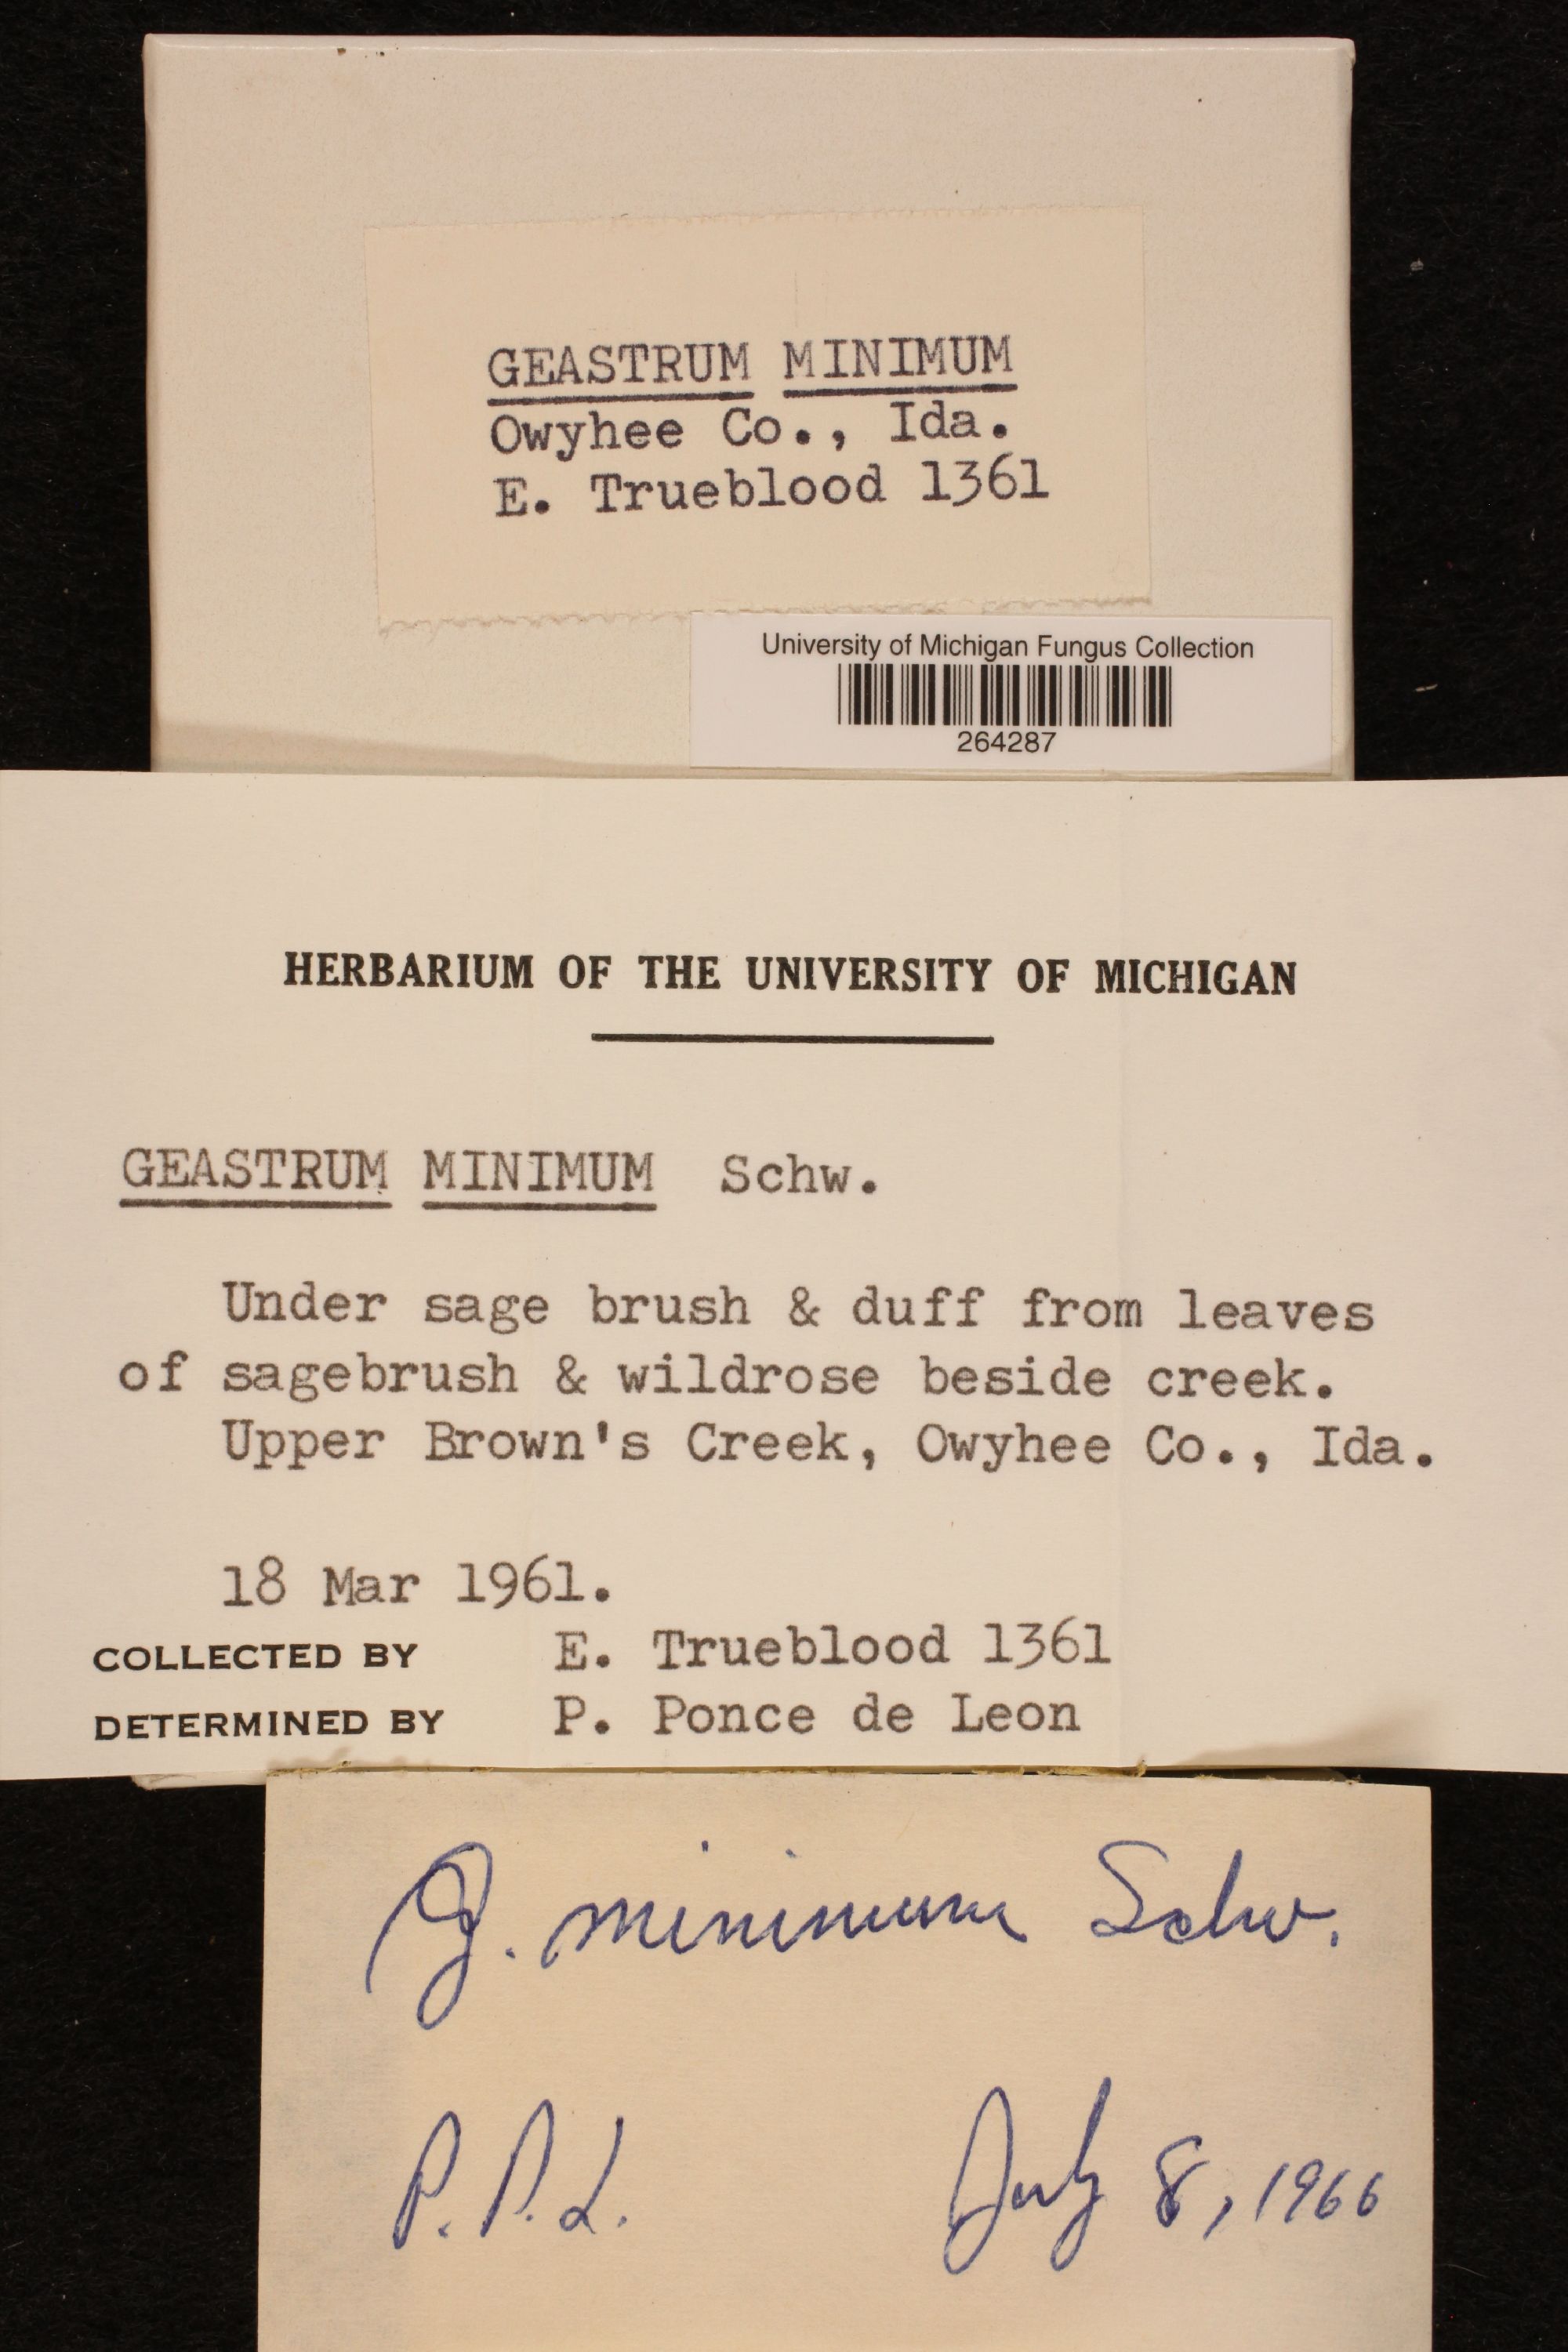 GEASTRUM MINIMUM
Owyhee Co., Ida.
E. Trueblood 1361
University of Michigan Fungus Collection
264287
HERBARIUM OF THE UNIVERSITY OF MICHIGAN
GEASTRUM MINIMUM Schw.
Under sage brush & duff from leaves
of sagebrush & wildrose beside creek.
Upper Brown's Creek, Owyhee Co., Ida.
18 Mar 1961.
COLLECTED BY E. Trueblood 1361
DETERMINED BY P. Ponce de Leon
G. minimum Schw.
P. P. L. July 8, 1966